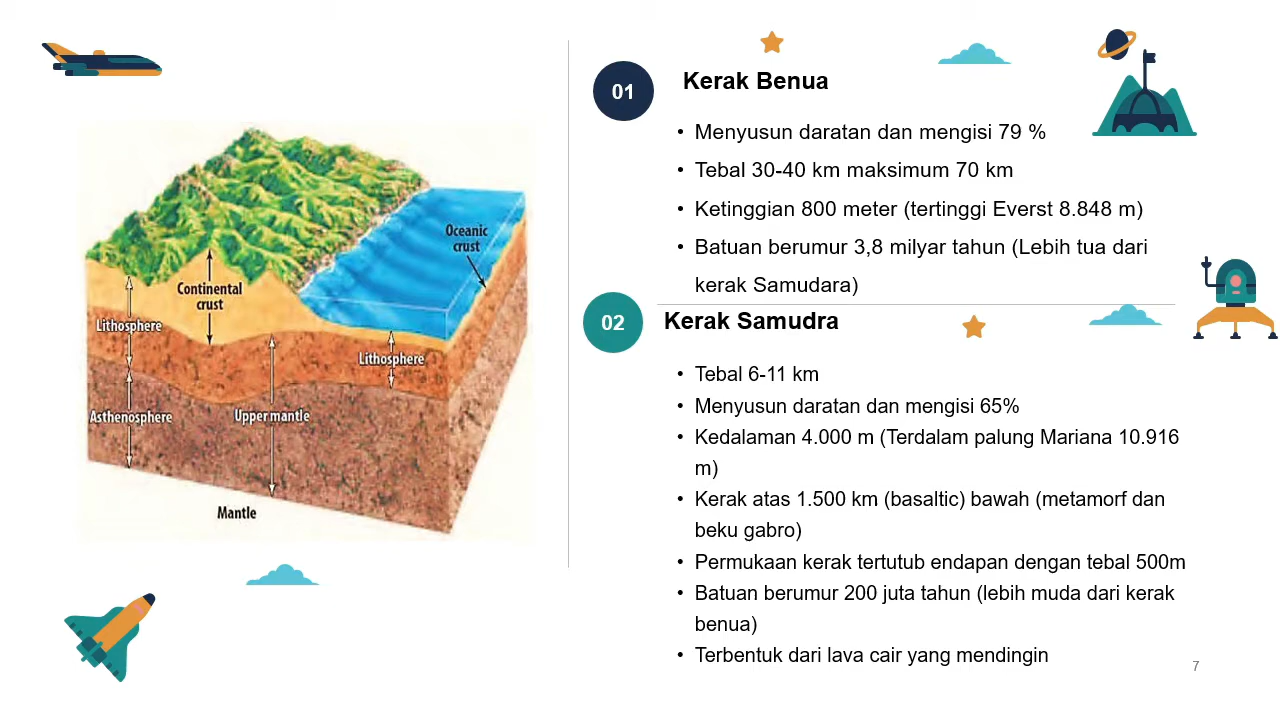 Oceanic
crust
Continental
crust
Lithosphere
Lithosphere
Asthenosphere
Upper mantle
Mantle
01
Kerak Benua
• Menyusun daratan dan mengisi 79 %
• Tebal 30-40 km maksimum 70 km
• Ketinggian 800 meter (tertinggi Everst 8.848 m)
• Batuan berumur 3,8 milyar tahun (Lebih tua dari
kerak Samudara)
02
Kerak Samudra
• Tebal 6-11 km
• Menyusun daratan dan mengisi 65%
• Kedalaman 4.000 m (Terdalam palung Mariana 10.916
m)
• Kerak atas 1.500 km (basaltic) bawah (metamorf dan
beku gabro)
• Permukaan kerak tertutub endapan dengan tebal 500m
• Batuan berumur 200 juta tahun (lebih muda dari kerak
benua)
• Terbentuk dari lava cair yang mendingin
7